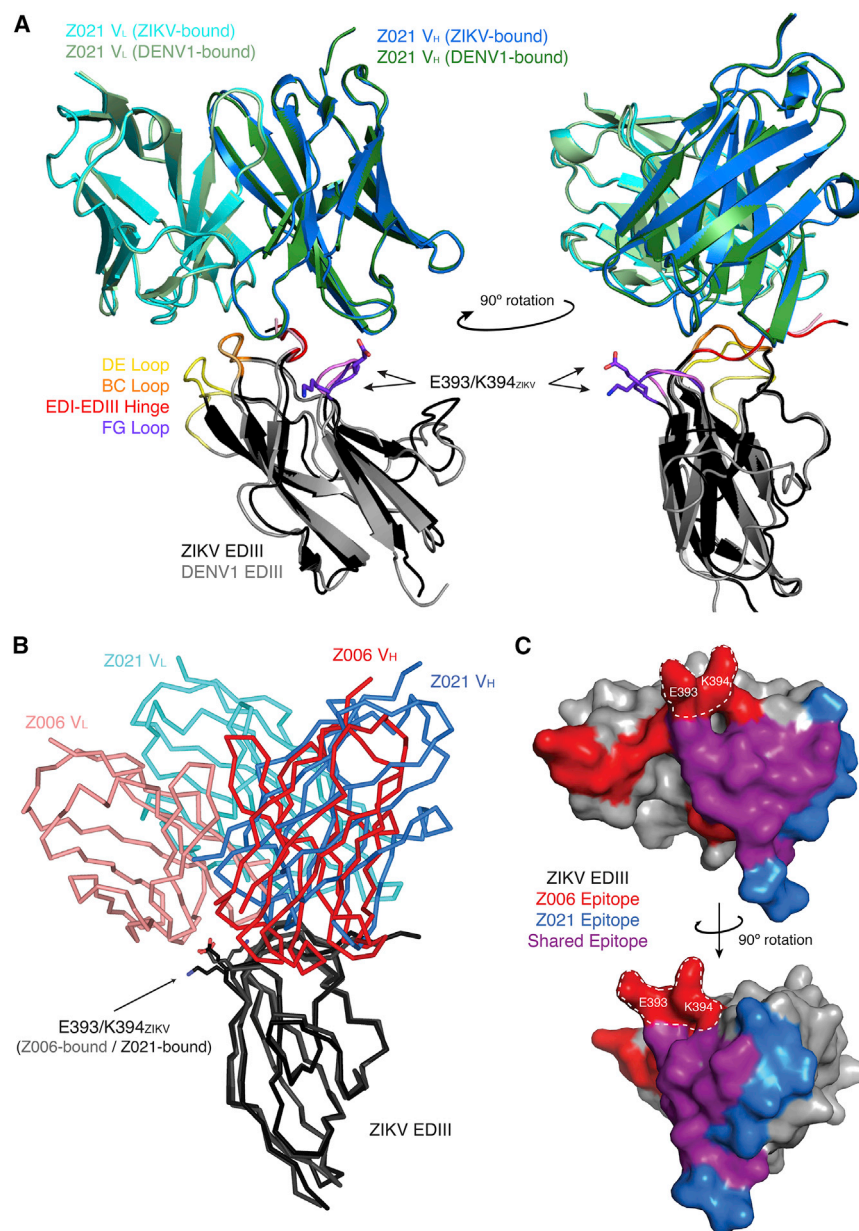 A
Z021 VL (ZIKV-bound)
Z021 VL (DENV1-bound)
Z021 VH (ZIKV-bound)
Z021 VH (DENV1-bound)
90º rotation
DE Loop
BC Loop
EDI-EDIII Hinge
FG Loop
E393/K394ZIKV
ZIKV EDIII
DENV1 EDIII
B
Z021 VL
Z006 VH
Z021 VH
Z006 VL
E393/K394ZIKV
(Z006-bound / Z021-bound)
ZIKV EDIII
C
E393
K394
ZIKV EDIII
Z006 Epitope
Z021 Epitope
Shared Epitope
90º rotation
E393
K394